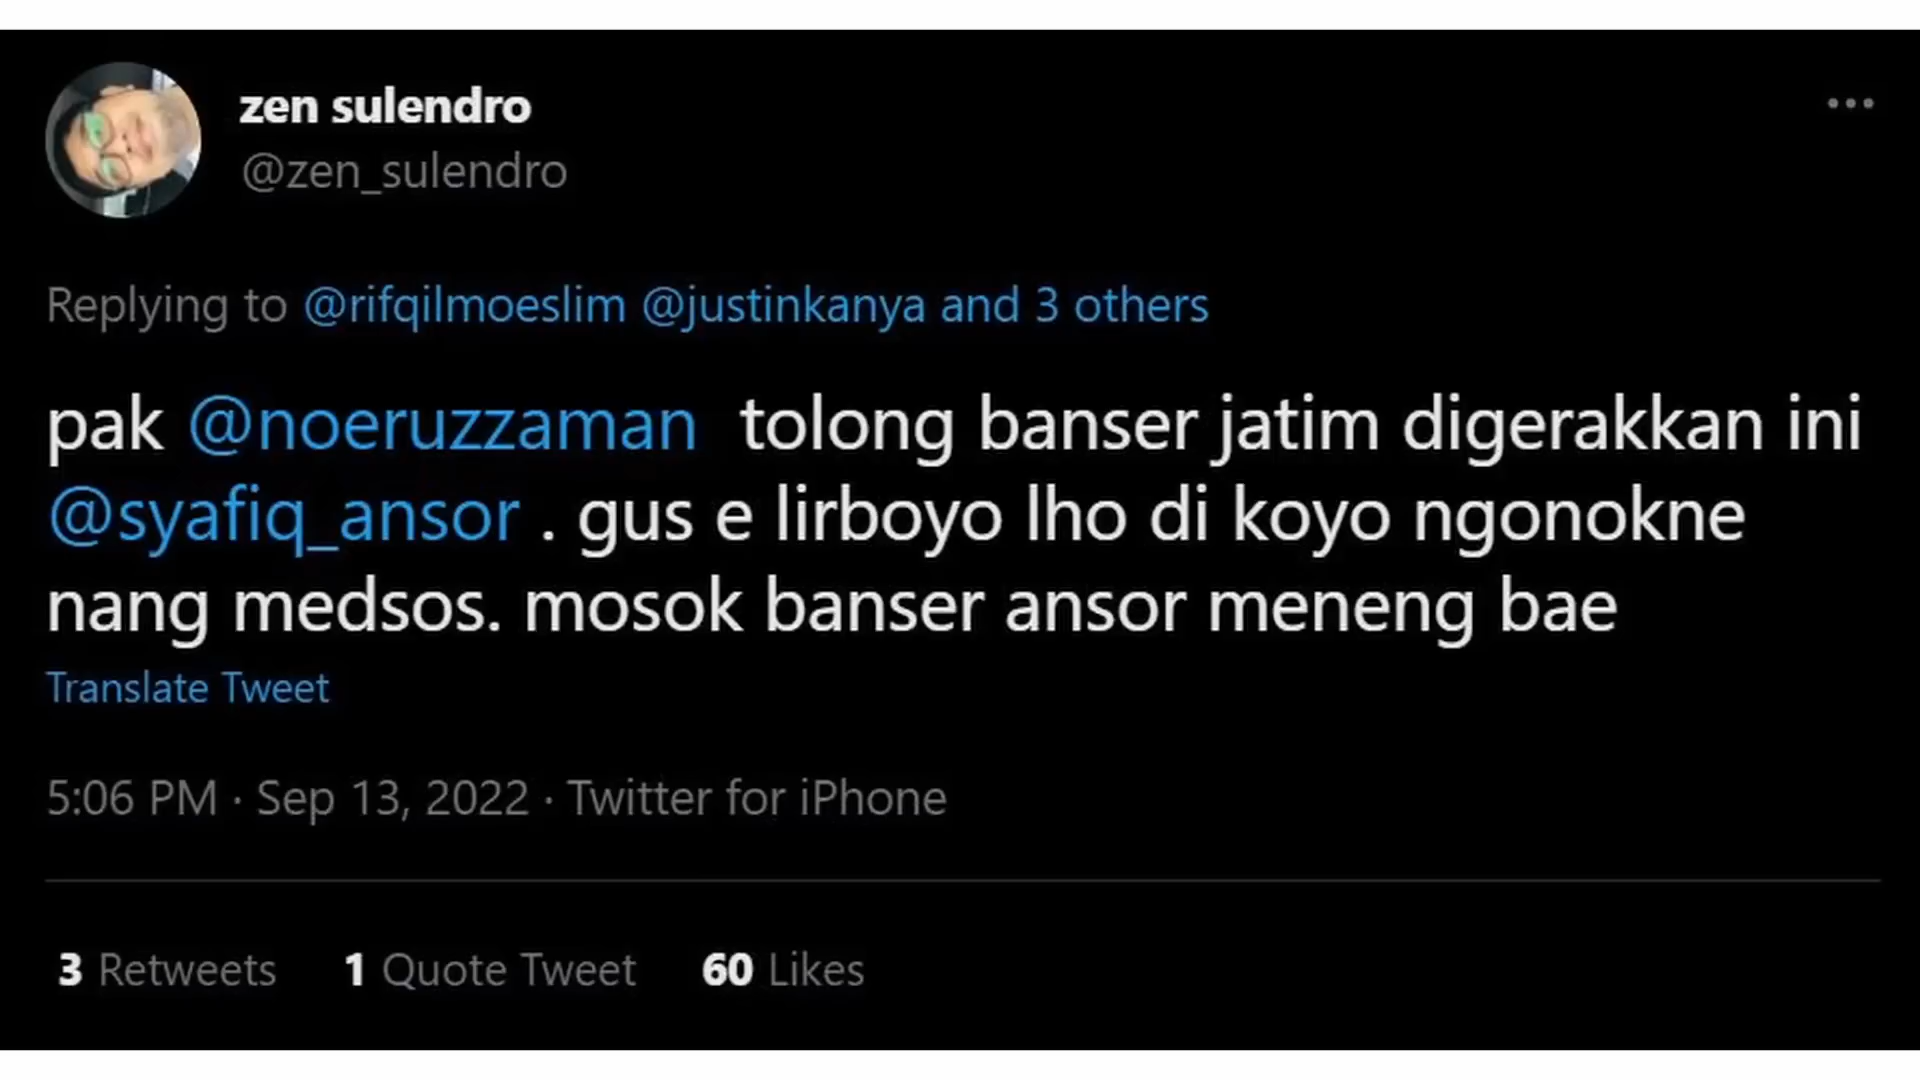 zen sulendro
@zen_sulendro
Replying to @rifqilmoeslim @justinkanya and 3 others
pak @noeruzzaman tolong banser jatim digerakkan ini
@syafiq_ansor . gus e lirboyo lho di koyo ngonokne
nang medsos. mosok banser ansor meneng bae
Translate Tweet
5:06 PM · Sep 13, 2022 · Twitter for iPhone
3 Retweets 1 Quote Tweet 60 Likes